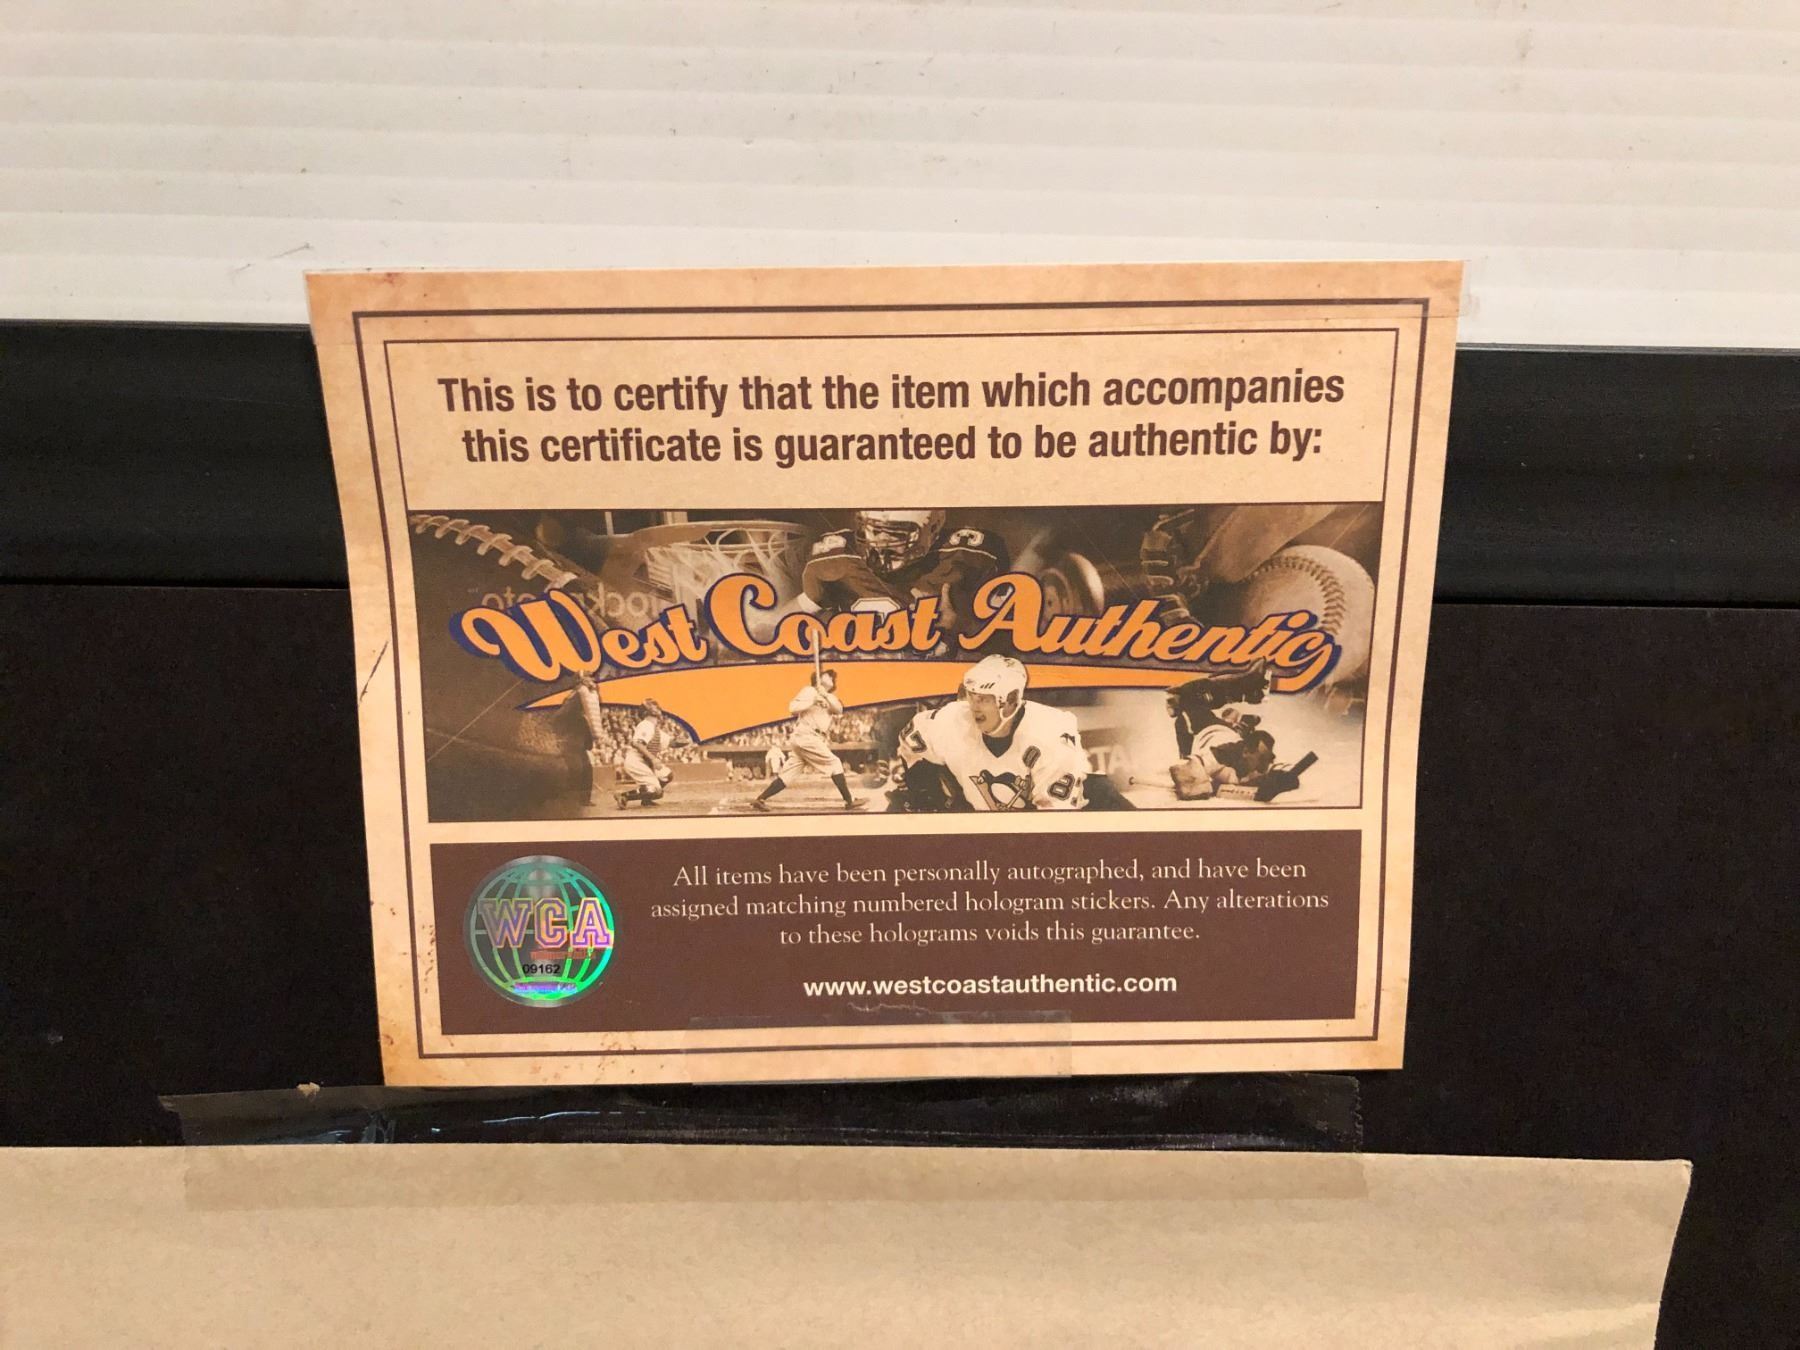 This is to certify that the item which accompanies
this certificate is guaranteed to be authentic by:
West Coast Authentic
All items have been personally autographed, and have been
assigned matching numbered hologram stickers. Any alterations
to these holograms voids this guarantee.
www.westcoastauthentic.com
WCA
09162